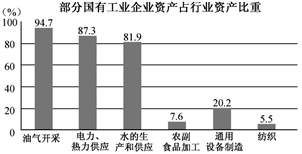 部分国有工业企业资产占行业资产比重
(%)
100
80
60
40
20
0
94.7
87.3
81.9
7.6
20.2
5.5
油气开采
电力、
热力供应
水的生
产和供应
农副
食品加工
通用
设备制造
纺织